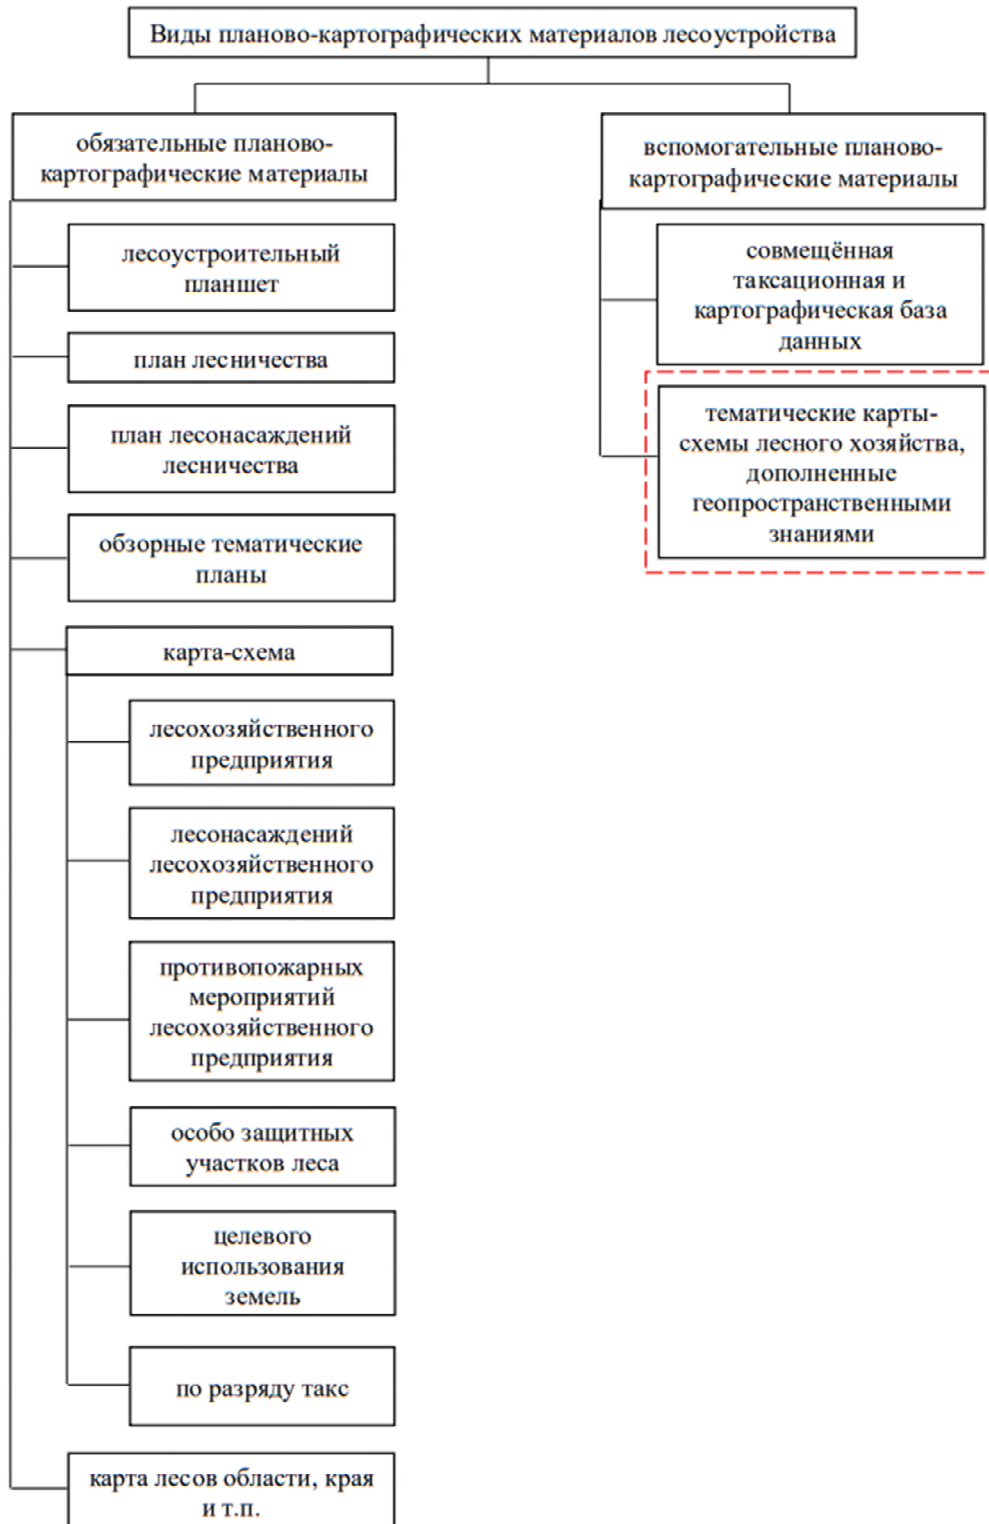 Виды планово-картографических материалов лесоустройства
обязательные планово-
картографические материалы
лесоустроительный
планшет
план лесничества
план лесонасаждений
лесничества
обзорные тематические
планы
карта-схема
лесохозяйственного
предприятия
лесонасаждений
лесохозяйственного
предприятия
противопожарных
мероприятий
лесохозяйственного
предприятия
особо защитных
участков леса
целевого
использования
земель
по разряду такс
карта лесов области, края
и т.п.
вспомогательные планово-
картографические материалы
совмещённая
таксационная и
картографическая база
данных
тематические карты-
схемы лесного хозяйства,
дополненные
геопространственными
знаниями